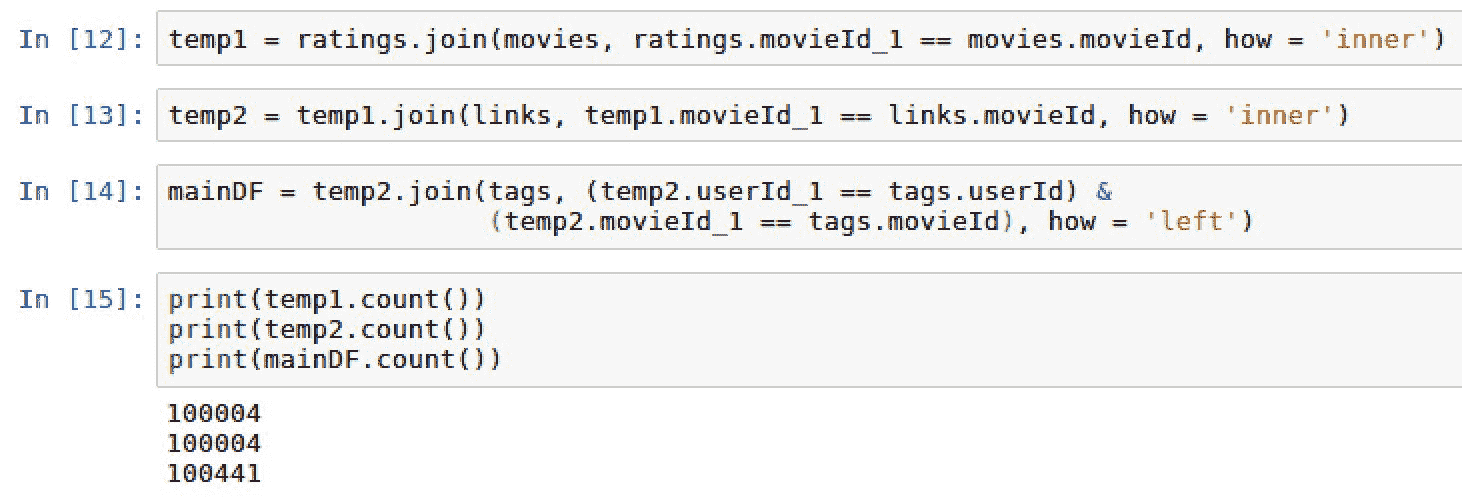 In [12]: temp1 = ratings.join(movies, ratings.movieId_1 == movies.movieId, how = 'inner')
In [13]: temp2 = temp1.join(links, temp1.movieId_1 == links.movieId, how = 'inner')
In [14]: mainDF = temp2.join(tags, (temp2.userId_1 == tags.userId) &
(temp2.movieId_1 == tags.movieId), how = 'left')
In [15]: print(temp1.count())
print(temp2.count())
print(mainDF.count())
100004
100004
100441